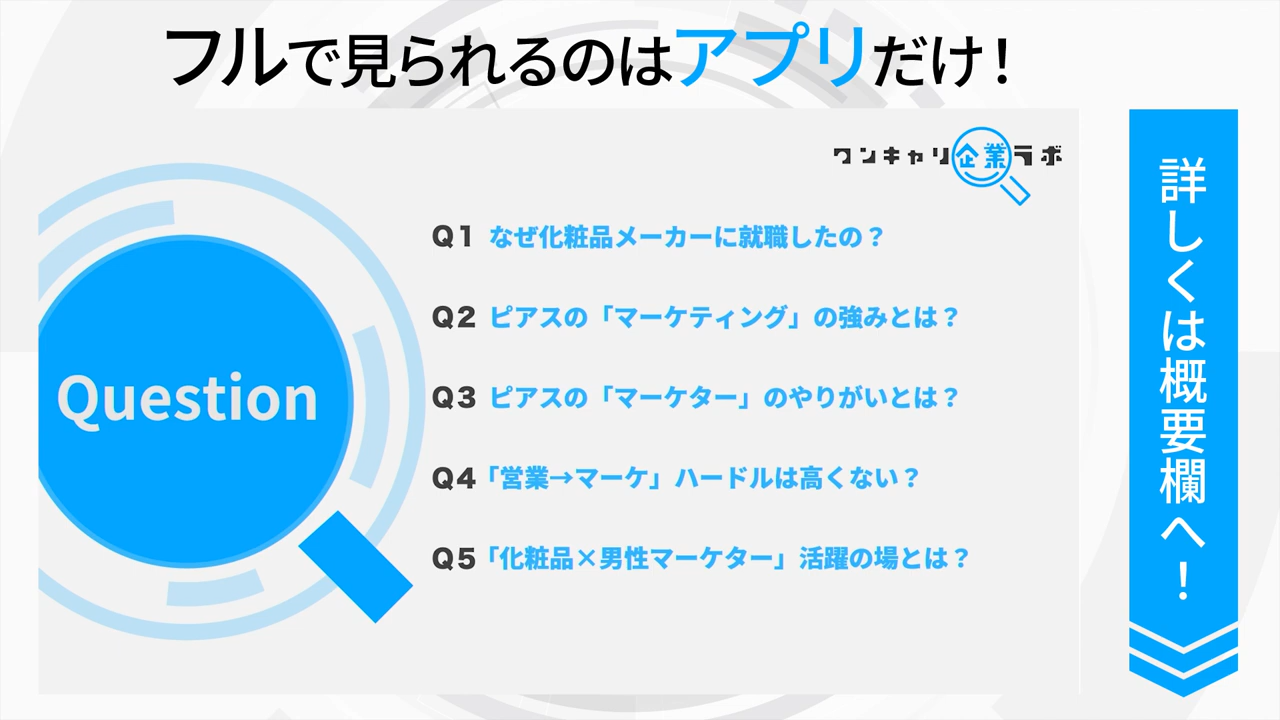 フルで見られるのはアプリだけ！
ワンキャリ企業ラボ
Question
Q1 なぜ化粧品メーカーに就職したの？
Q2 ピアスの「マーケティング」の強みとは？
Q3 ピアスの「マーケター」のやりがいとは？
Q4「営業→マーケ」ハードルは高くない？
Q5「化粧品×男性マーケター」活躍の場とは？
詳しくは概要欄へ！